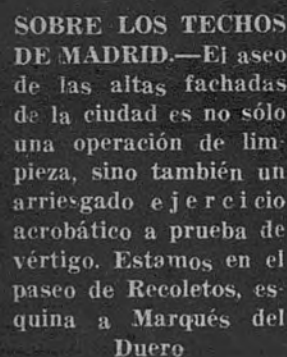 SOBRE LOS TECHOS
DE MADRID.—El aseo
de las altas fachadas
de la ciudad es no sólo
una operación de lim-
pieza, sino también un
arriesgado ejercicio
acrobático a prueba de
vértigo. Estamos en el
paseo de Recoletos, es-
quina a Marqués del
Duero